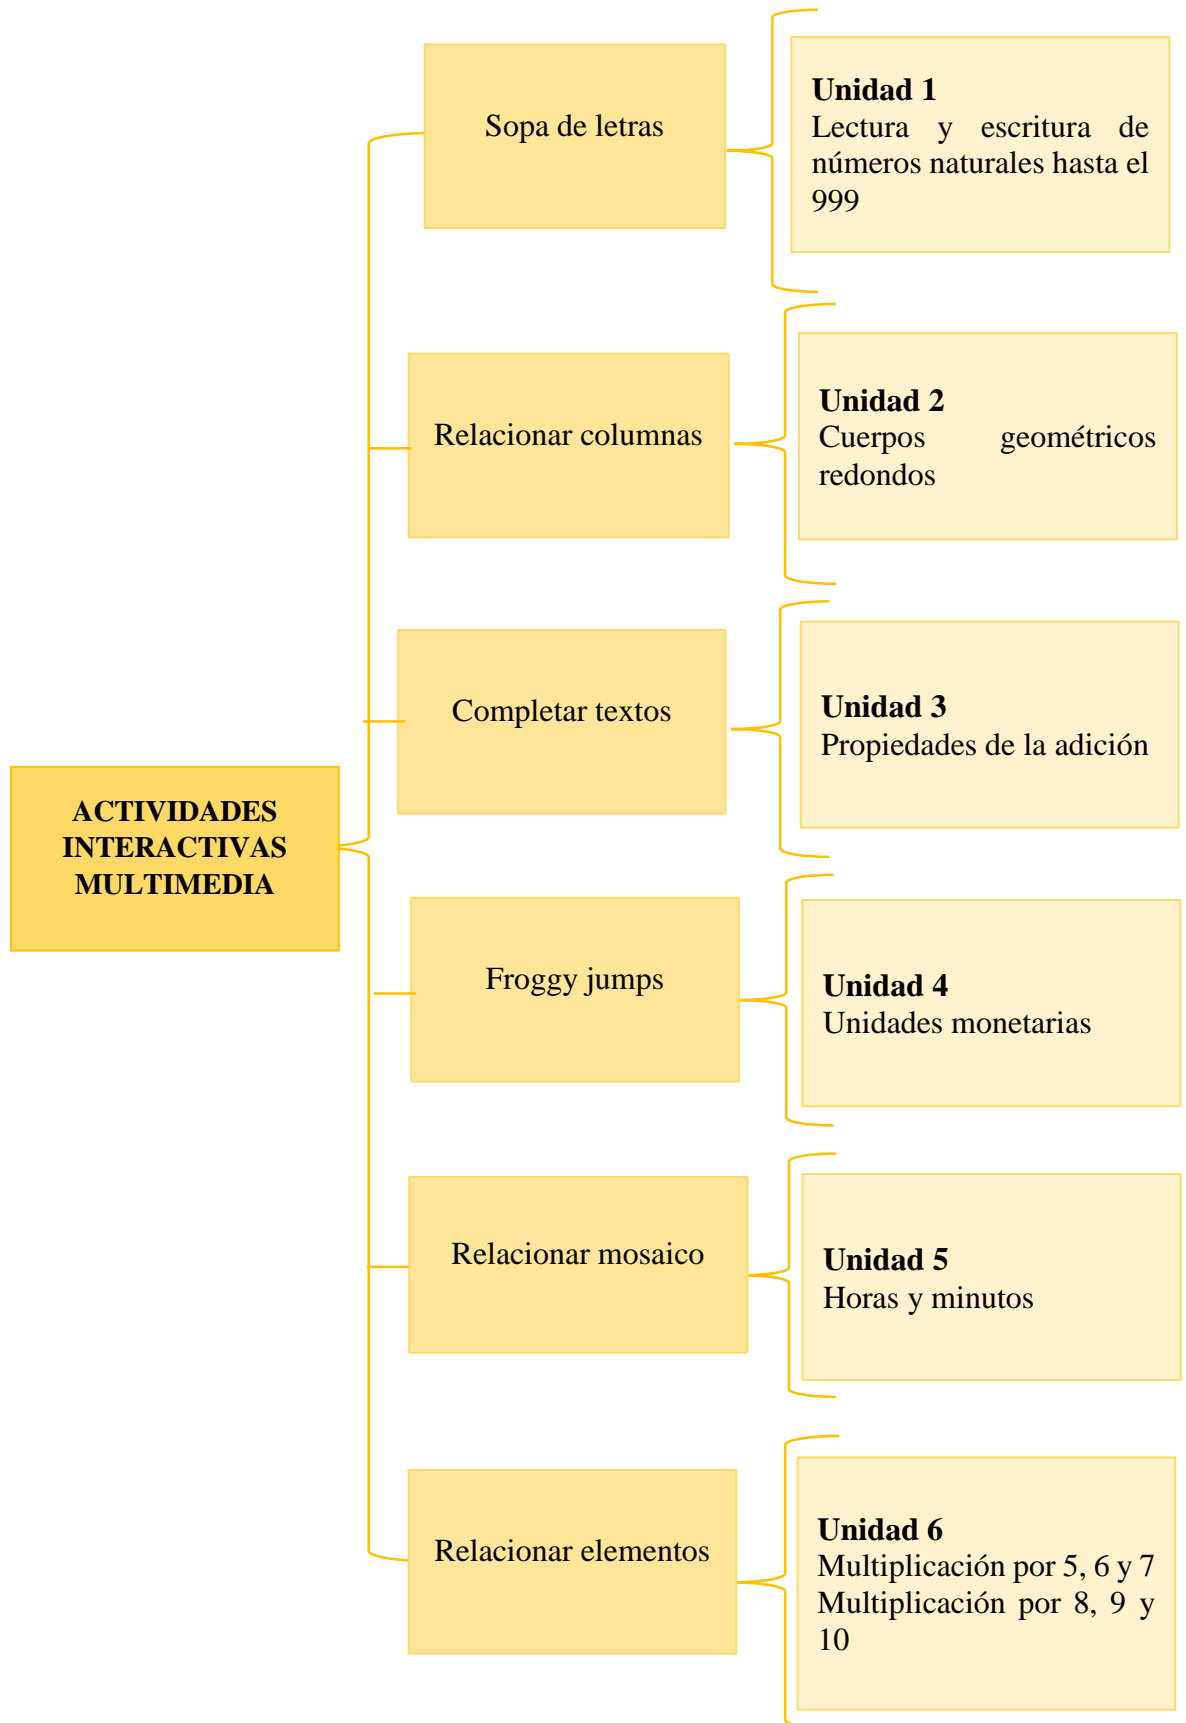 Sopa de letras
Unidad 1
Lectura y escritura de
números naturales hasta el
999
Relacionar columnas
Unidad 2
Cuerpos geométricos
redondos
Completar textos
Unidad 3
Propiedades de la adición
ACTIVIDADES
INTERACTIVAS
MULTIMEDIA
Froggy jumps
Unidad 4
Unidades monetarias
Relacionar mosaico
Unidad 5
Horas y minutos
Relacionar elementos
Unidad 6
Multiplicación por 5, 6 y 7
Multiplicación por 8, 9 y
10